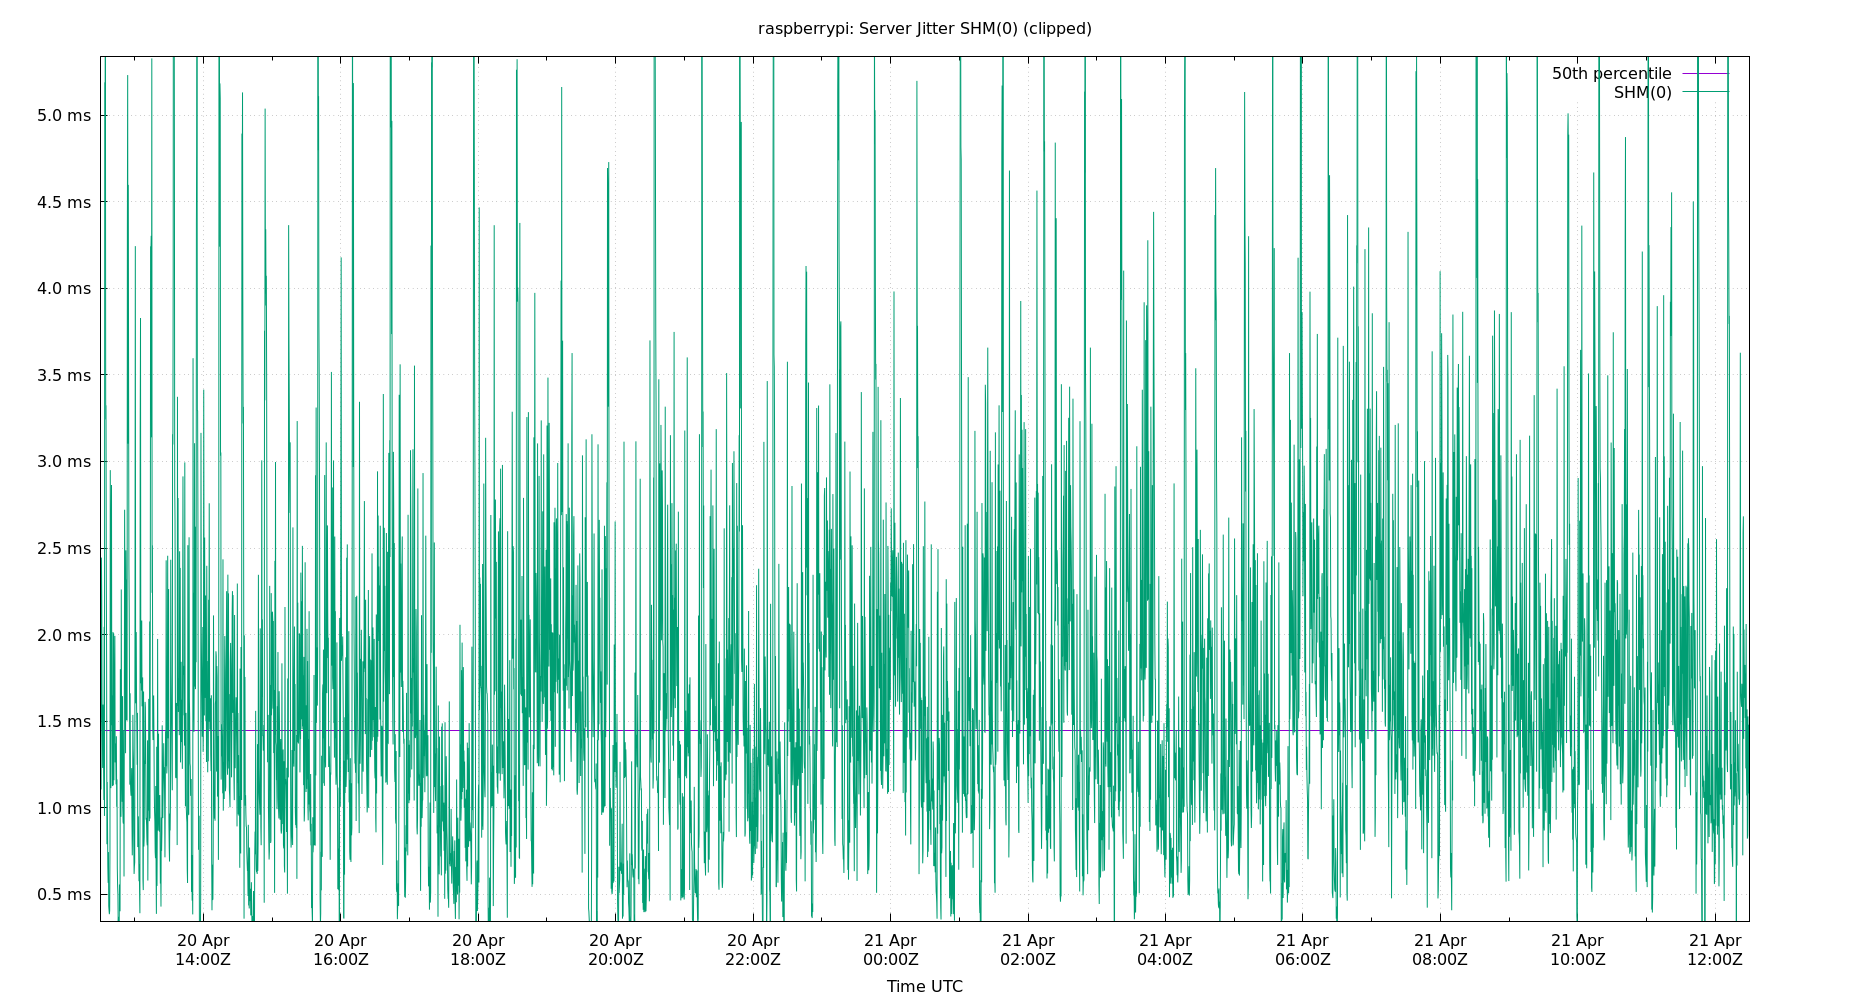 raspberrypi: Server Jitter SHM(0) (clipped)
50th percentile
SHM(0)
5.0 ms
4.5 ms
4.0 ms
3.5 ms
3.0 ms
2.5 ms
2.0 ms
1.5 ms
1.0 ms
0.5 ms
20 Apr 20 Apr 20 Apr 20 Apr 20 Apr 21 Apr 21 Apr 21 Apr 21 Apr 21 Apr 21 Apr 21 Apr
14:00Z 16:00Z 18:00Z 20:00Z 22:00Z 00:00Z 02:00Z 04:00Z 06:00Z 08:00Z 10:00Z 12:00Z
Time UTC